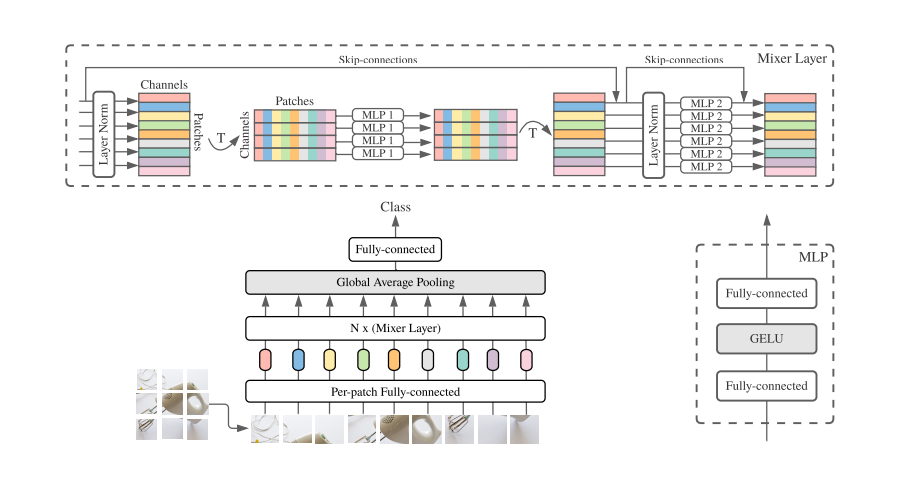 Skip-connections
Skip-connections
Mixer Layer
Channels
Layer Norm
Patches
T
Patches
Channels
MLP 1
MLP 1
MLP 1
MLP 1
T
Layer Norm
MLP 2
MLP 2
MLP 2
MLP 2
MLP 2
MLP 2
Class
Fully-connected
Global Average Pooling
N x (Mixer Layer)
Per-patch Fully-connected
MLP
Fully-connected
GELU
Fully-connected